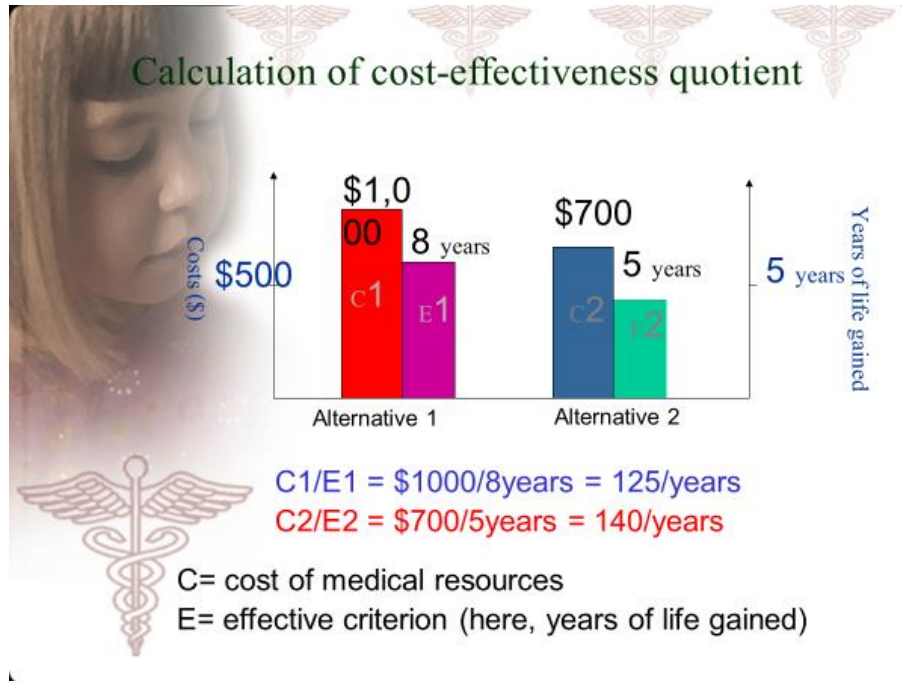 Calculation of cost-effectiveness quotient
Costs ($)
$500
$1,0
00
8 years
C1
E1
Alternative 1
$700
5 years
C2
E2
Alternative 2
5 years
Years of life gained
C1/E1 = $1000/8years = 125/years
C2/E2 = $700/5years = 140/years
C= cost of medical resources
E= effective criterion (here, years of life gained)